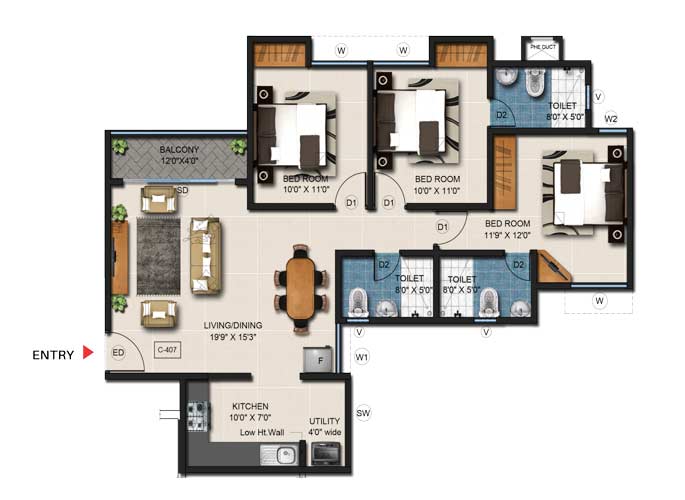 W
W
PHE DUCT
TOILET
8'0" X 5'0"
V
D2
W2
BALCONY
12'0"X4'0"
BED ROOM
10'0" X 11'0"
BED ROOM
10'0" X 11'0"
SD
D1
D1
D1
BED ROOM
11'9" X 12'0"
D2
D2
TOILET
8'0" X 5'0"
TOILET
8'0" X 5'0"
W
LIVING/DINING
19'9" X 15'3"
V
V
ENTRY
ED
C-407
F
W1
KITCHEN
10'0" X 7'0"
Low Ht.Wall
UTILITY
4'0" wide
SW